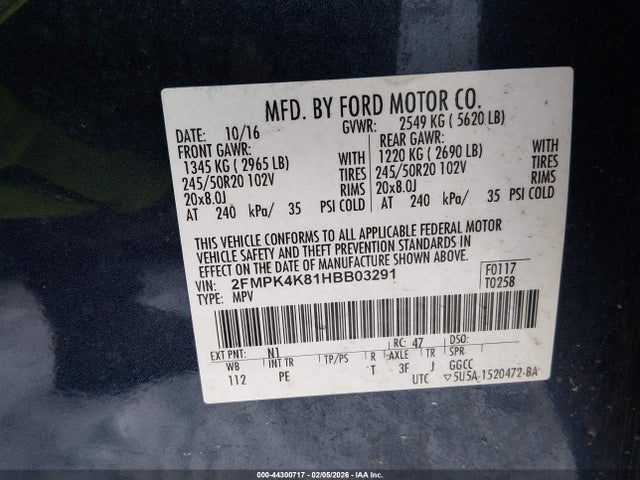 MFD. BY FORD MOTOR CO.
DATE: 10/16 GVWR: 2549 KG ( 5620 LB)
FRONT GAWR: REAR GAWR:
1345 KG ( 2965 LB) WITH 1220 KG ( 2690 LB) WITH
245/50R20 102V TIRES 245/50R20 102V TIRES
20x8.0J RIMS 20x8.0J RIMS
AT 240 kPa/ 35 PSI COLD AT 240 kPa/ 35 PSI COLD
THIS VEHICLE CONFORMS TO ALL APPLICABLE FEDERAL MOTOR
VEHICLE SAFETY AND THEFT PREVENTION STANDARDS IN
EFFECT ON THE DATE OF MANUFACTURE SHOWN ABOVE.
VIN: 2FMPK4K81HBB03291 F0117
TYPE: MPV T0258
EXT PNT: N1 RC: 47 DSO:
WB INT TR TP/PS R AXLE TR SPR
112 PE T 3F J GGCC
UTC ▽5U5A-1520472-BA
000-44300717 - 02/05/2026 - IAA Inc.